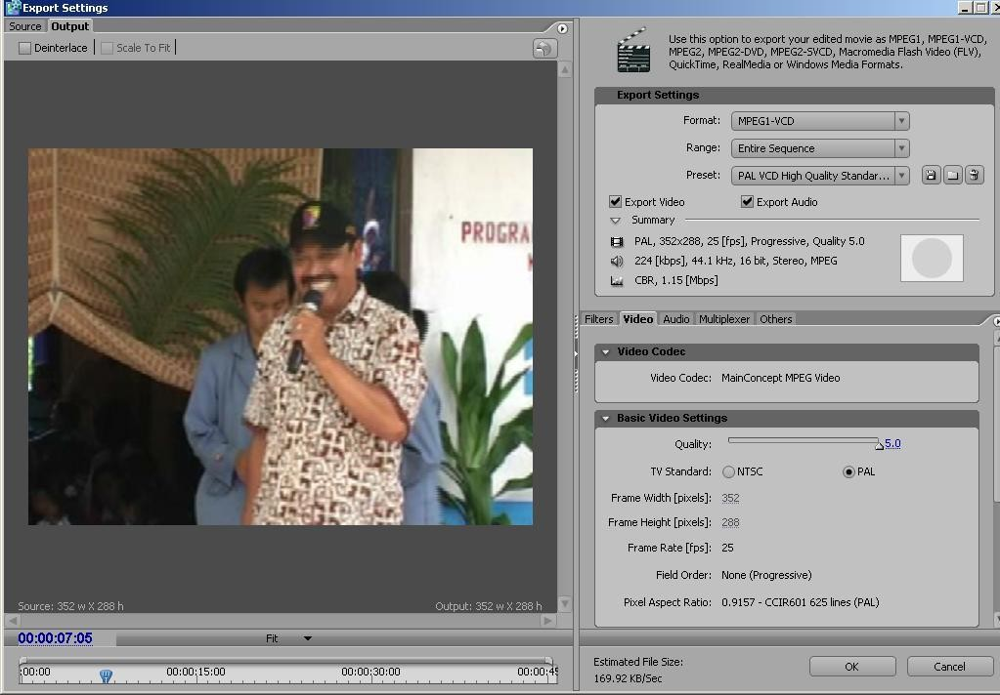 Export Settings
Source Output
Deinterlace Scale To Fit
PROGRA
Source: 352 w X 288 h Output: 352 w X 288 h
00:00:07:05 Fit
:00:00 00:00:15:00 00:00:30:00 00:00:45
Use this option to export your edited movie as MPEG1, MPEG1-VCD,
MPEG2, MPEG2-DVD, MPEG2-SVCD, Macromedia Flash Video (FLV),
QuickTime, RealMedia or Windows Media Formats.
Export Settings
Format: MPEG1-VCD
Range: Entire Sequence
Preset: PAL VCD High Quality Standar...
Export Video Export Audio
Summary
PAL, 352x288, 25 [fps], Progressive, Quality 5.0
224 [kbps], 44.1 kHz, 16 bit, Stereo, MPEG
CBR, 1.15 [Mbps]
Filters Video Audio Multiplexer Others
Video Codec
Video Codec: MainConcept MPEG Video
Basic Video Settings
Quality: 5.0
TV Standard: NTSC PAL
Frame Width [pixels]: 352
Frame Height [pixels]: 288
Frame Rate [fps]: 25
Field Order: None (Progressive)
Pixel Aspect Ratio: 0.9157 - CCIR601 625 lines (PAL)
Estimated File Size:
169.92 KB/Sec
OK Cancel